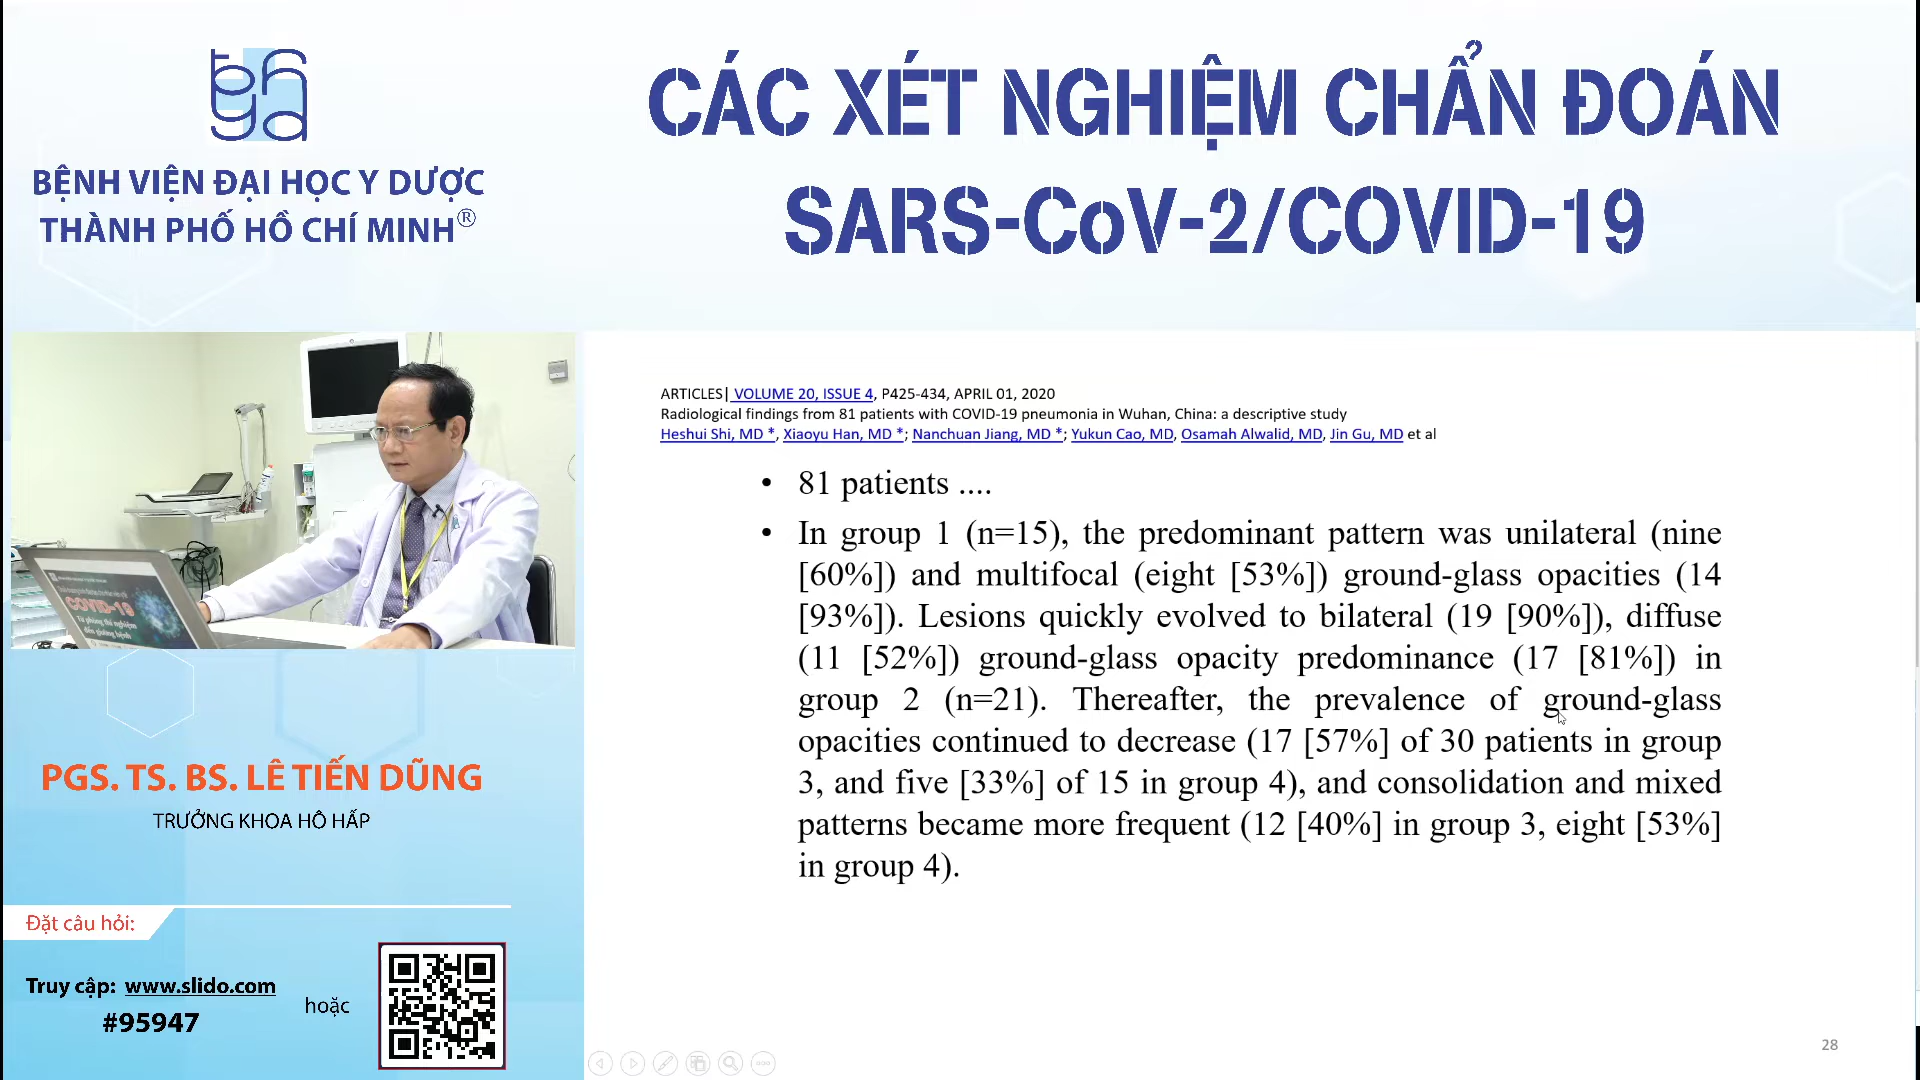 BỆNH VIỆN ĐẠI HỌC Y DƯỢC
THÀNH PHỐ HỒ CHÍ MINH®
CÁC XÉT NGHIỆM CHẨN ĐOÁN
SARS-CoV-2/COVID-19
COVID-19
Từ phòng thí nghiệm
đến giường bệnh
PGS. TS. BS. LÊ TIẾN DŨNG
TRƯỞNG KHOA HÔ HẤP
Đặt câu hỏi:
Truy cập: www.slido.com
#95947
hoặc
ARTICLES| VOLUME 20, ISSUE 4, P425-434, APRIL 01, 2020
Radiological findings from 81 patients with COVID-19 pneumonia in Wuhan, China: a descriptive study
Heshui Shi, MD *, Xiaoyu Han, MD *; Nanchuan Jiang, MD *; Yukun Cao, MD, Osamah Alwalid, MD, Jin Gu, MD et al
• 81 patients ....
• In group 1 (n=15), the predominant pattern was unilateral (nine
[60%]) and multifocal (eight [53%]) ground-glass opacities (14
[93%]). Lesions quickly evolved to bilateral (19 [90%]), diffuse
(11 [52%]) ground-glass opacity predominance (17 [81%]) in
group 2 (n=21). Thereafter, the prevalence of ground-glass
opacities continued to decrease (17 [57%] of 30 patients in group
3, and five [33%] of 15 in group 4), and consolidation and mixed
patterns became more frequent (12 [40%] in group 3, eight [53%]
in group 4).
28